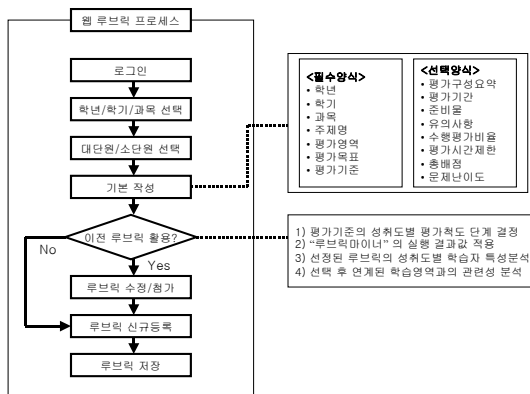 웹 루브릭 프로세스
로그인
학년/학기/과목 선택
대단원/소단원 선택
기본 작성
이전 루브릭 활용?
No
Yes
루브릭 수정/첨가
루브릭 신규등록
루브릭 저장
<필수양식>
• 학년
• 학기
• 과목
• 주제명
• 평가영역
• 평가목표
• 평가기준
<선택양식>
• 평가구성요약
• 평가기간
• 준비물
• 유의사항
• 수행평가비율
• 평가시간제한
• 총배점
• 문제난이도
1) 평가기준의 성취도별 평가척도 단계 결정
2) “루브릭마이너” 의 실행 결과값 적용
3) 선정된 루브릭의 성취도별 학습자 특성분석
4) 선택 후 연계된 학습영역과의 관련성 분석